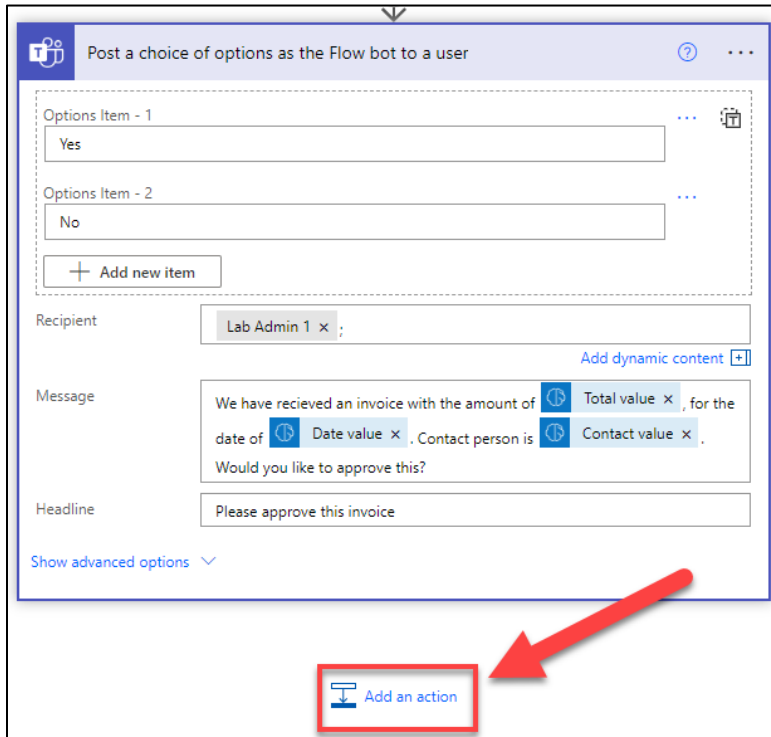 Post a choice of options as the Flow bot to a user
Options Item - 1
Yes
Options Item - 2
No
Add new item
Recipient
Lab Admin 1 × ;
Add dynamic content
Message
We have recieved an invoice with the amount of Total value × , for the
date of Date value × . Contact person is Contact value × .
Would you like to approve this?
Headline
Please approve this invoice
Show advanced options
Add an action